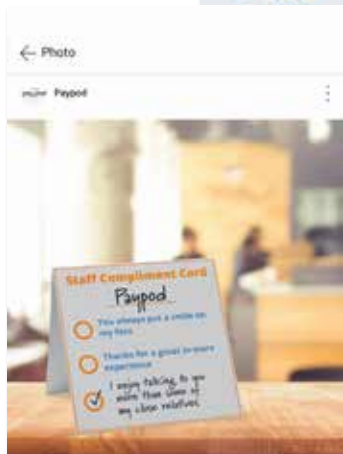 ← Photo
Paypod
Staff Compliment Card
Paypod
You always put a smile on
my face
Thanks for a great in-store
experience
I enjoy talking to you
more than some of
my close relatives